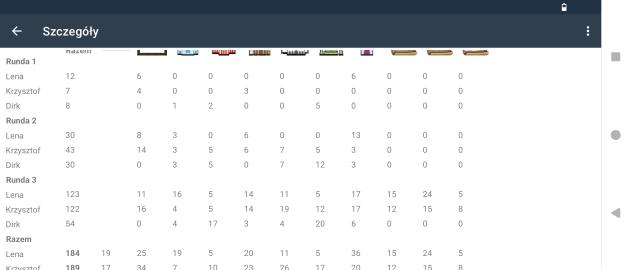 Szczegóły
Razem
Runda 1
Lena 12 6 0 0 0 0 0 6 0 0 0
Krzysztof 7 4 0 0 3 0 0 0 0 0 0
Dirk 8 0 1 2 0 0 5 0 0 0 0
Runda 2
Lena 30 8 3 0 6 0 0 13 0 0 0
Krzysztof 43 14 3 5 6 7 5 3 0 0 0
Dirk 30 0 3 5 0 7 12 3 0 0 0
Runda 3
Lena 123 11 16 5 14 11 5 17 15 24 5
Krzysztof 122 16 4 5 14 19 12 17 12 15 8
Dirk 54 0 4 17 3 4 20 6 0 0 0
Razem
Lena 184 19 25 19 5 20 11 5 36 15 24 5
Krzysztof 189 17 34 7 10 23 26 17 20 12 15 8